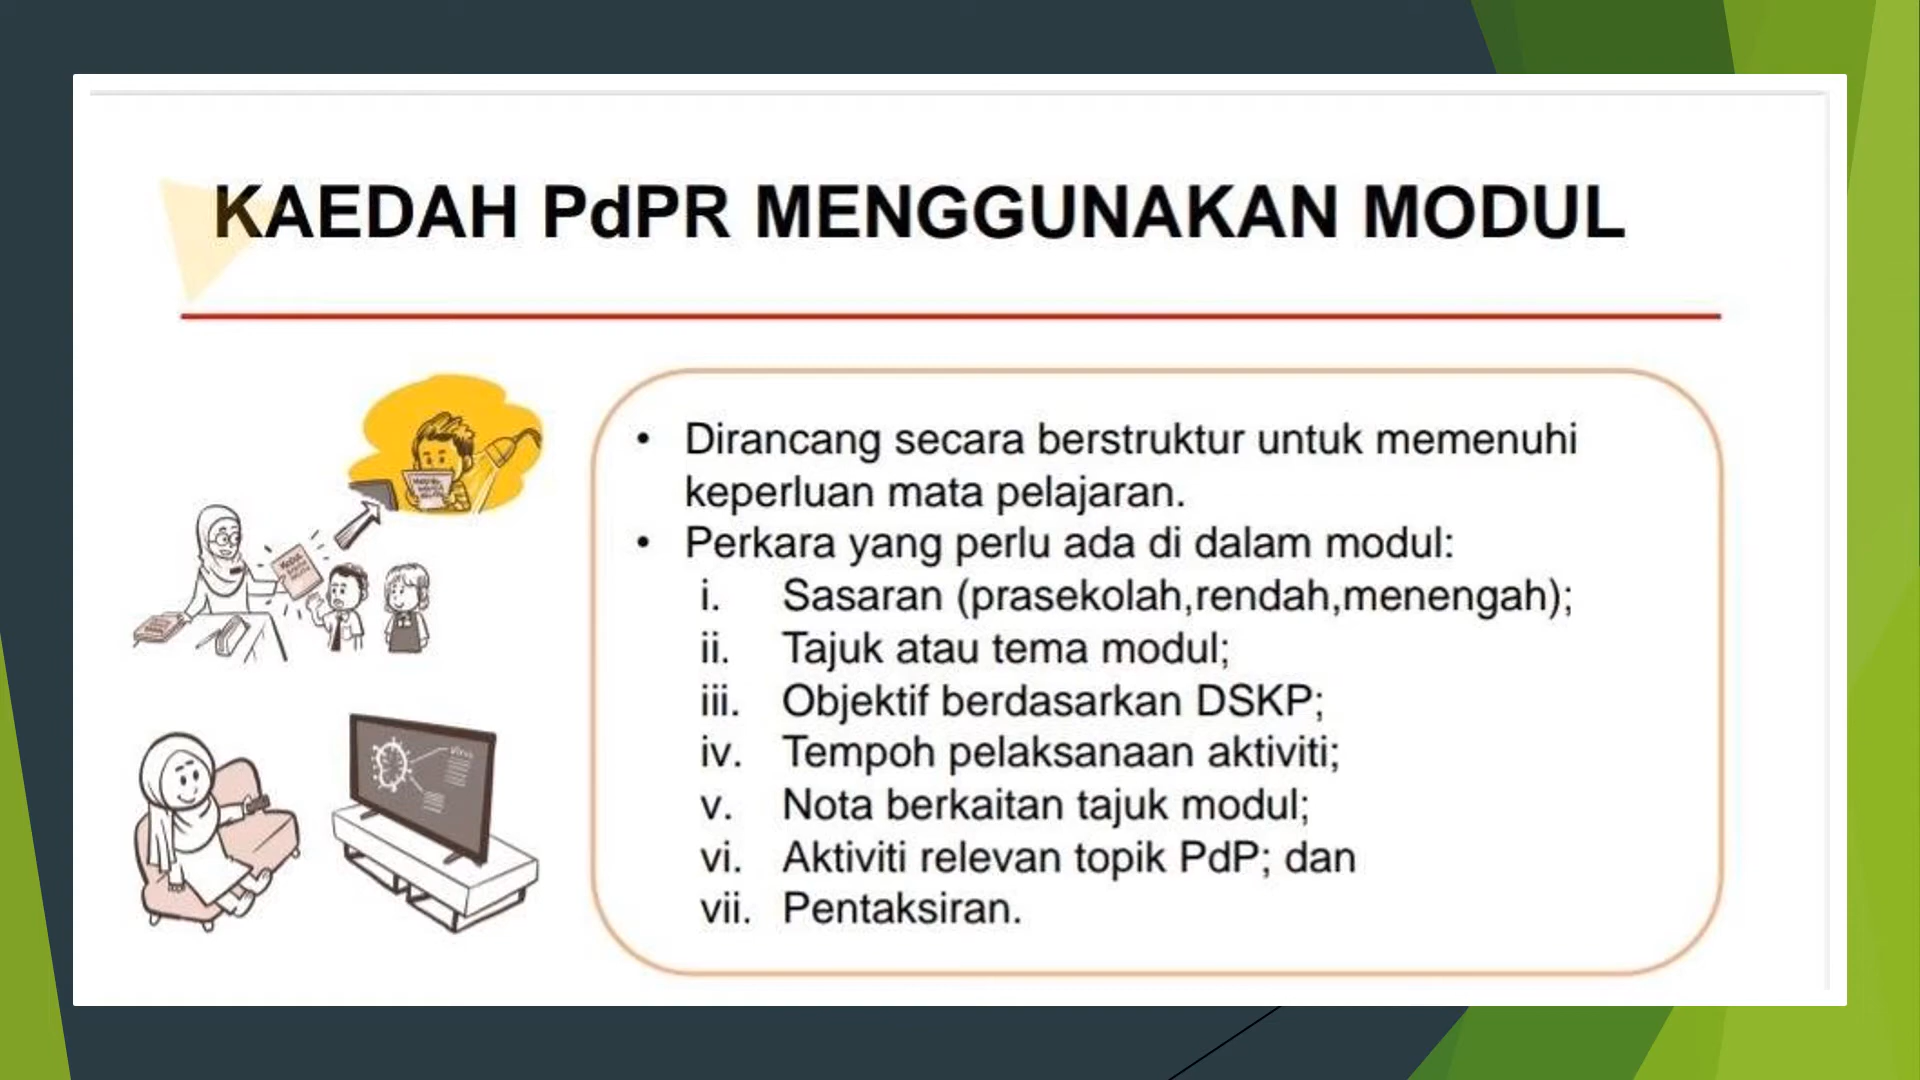 KAEDAH PdPR MENGGUNAKAN MODUL
• Dirancang secara berstruktur untuk memenuhi
keperluan mata pelajaran.
• Perkara yang perlu ada di dalam modul:
i. Sasaran (prasekolah,rendah,menengah);
ii. Tajuk atau tema modul;
iii. Objektif berdasarkan DSKP;
iv. Tempoh pelaksanaan aktiviti;
v. Nota berkaitan tajuk modul;
vi. Aktiviti relevan topik PdP; dan
vii. Pentaksiran.